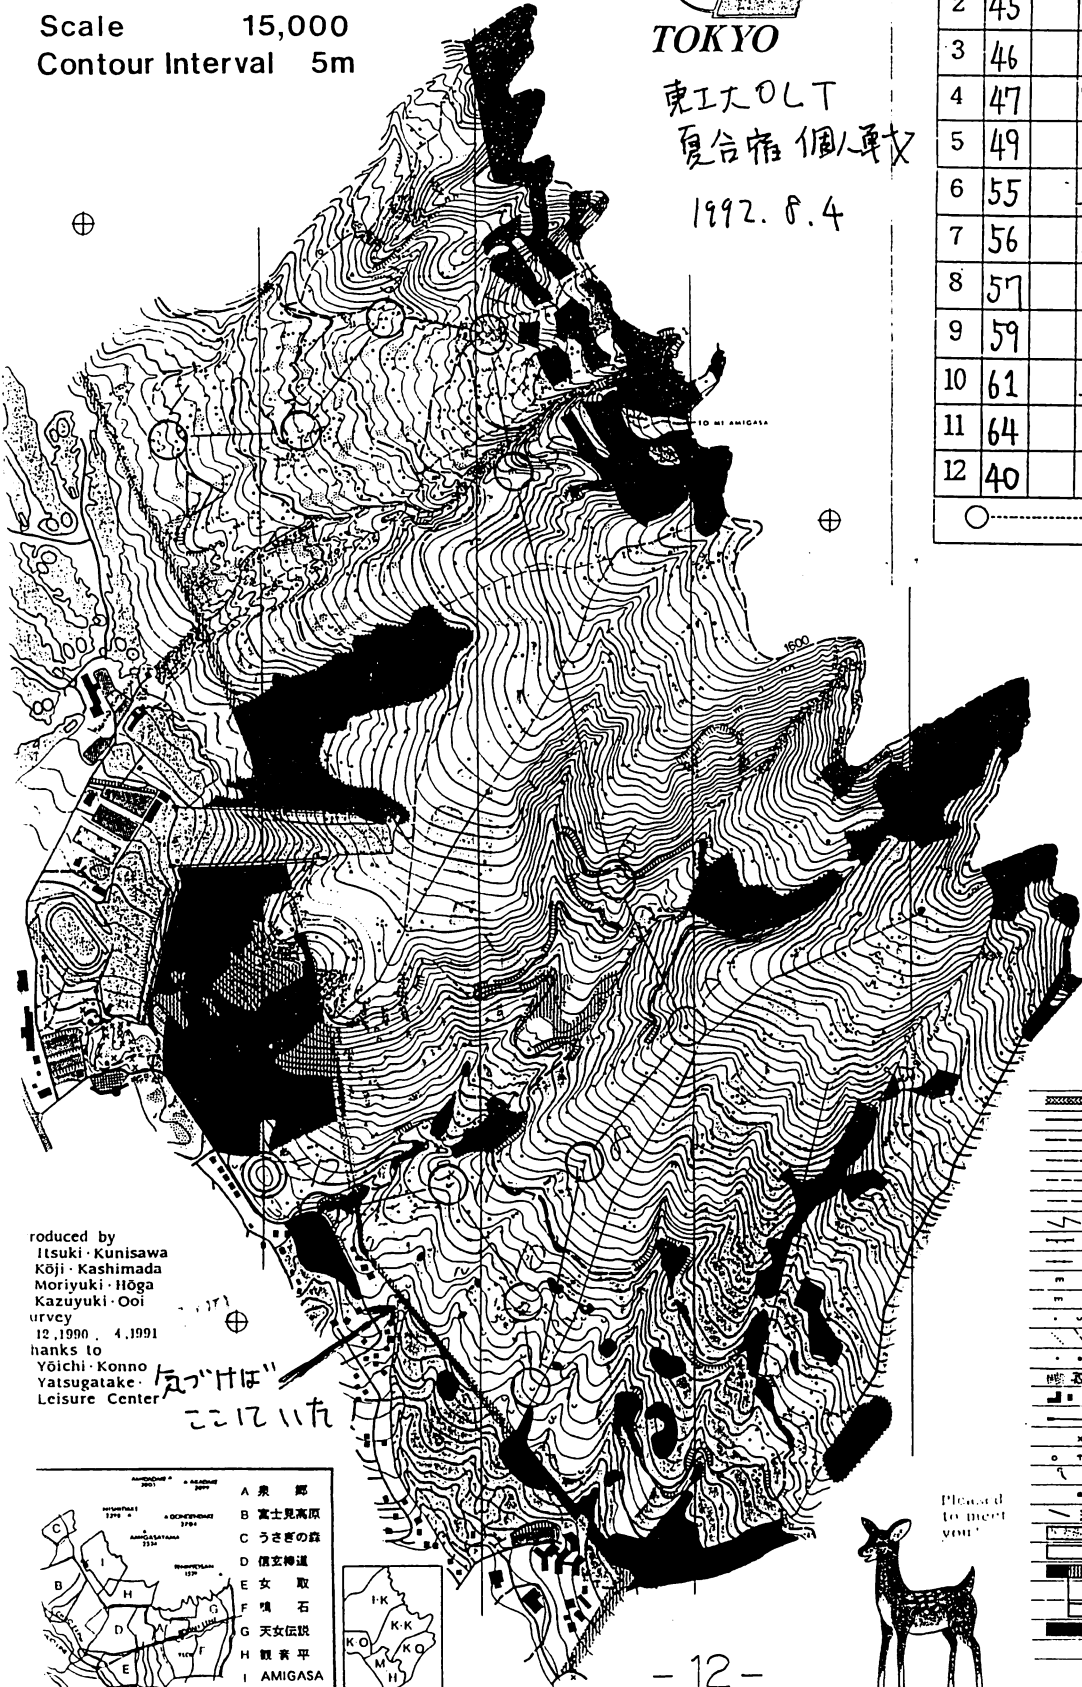 Scale 15,000
Contour Interval 5m
TOKYO
東工大OLT
夏合宿 個人戦
1992.8.4
2 45
3 46
4 47
5 49
6 55
7 56
8 57
9 59
10 61
11 64
12 40
TO MT AMIGASA
1600
roduced by
Itsuki・Kunisawa
Kōji・Kashimada
Moriyuki・Hōga
Kazuyuki・Ooi
urvey
12,1990, 4,1991
hanks to
Yōichi・Konno
Yatsugatake・
Leisure Center
気づけば
ここにいた!
A 泉郷
B 富士見高原
C うさぎの森
D 信玄棒道
E 女取
F 鳴石
G 天女伝説
H 観音平
I AMIGASA
C
I
B
H
G
D
A
F
E
I·K
K·K
K O
K O
M
H
Pleased
to meet
you!
-12-